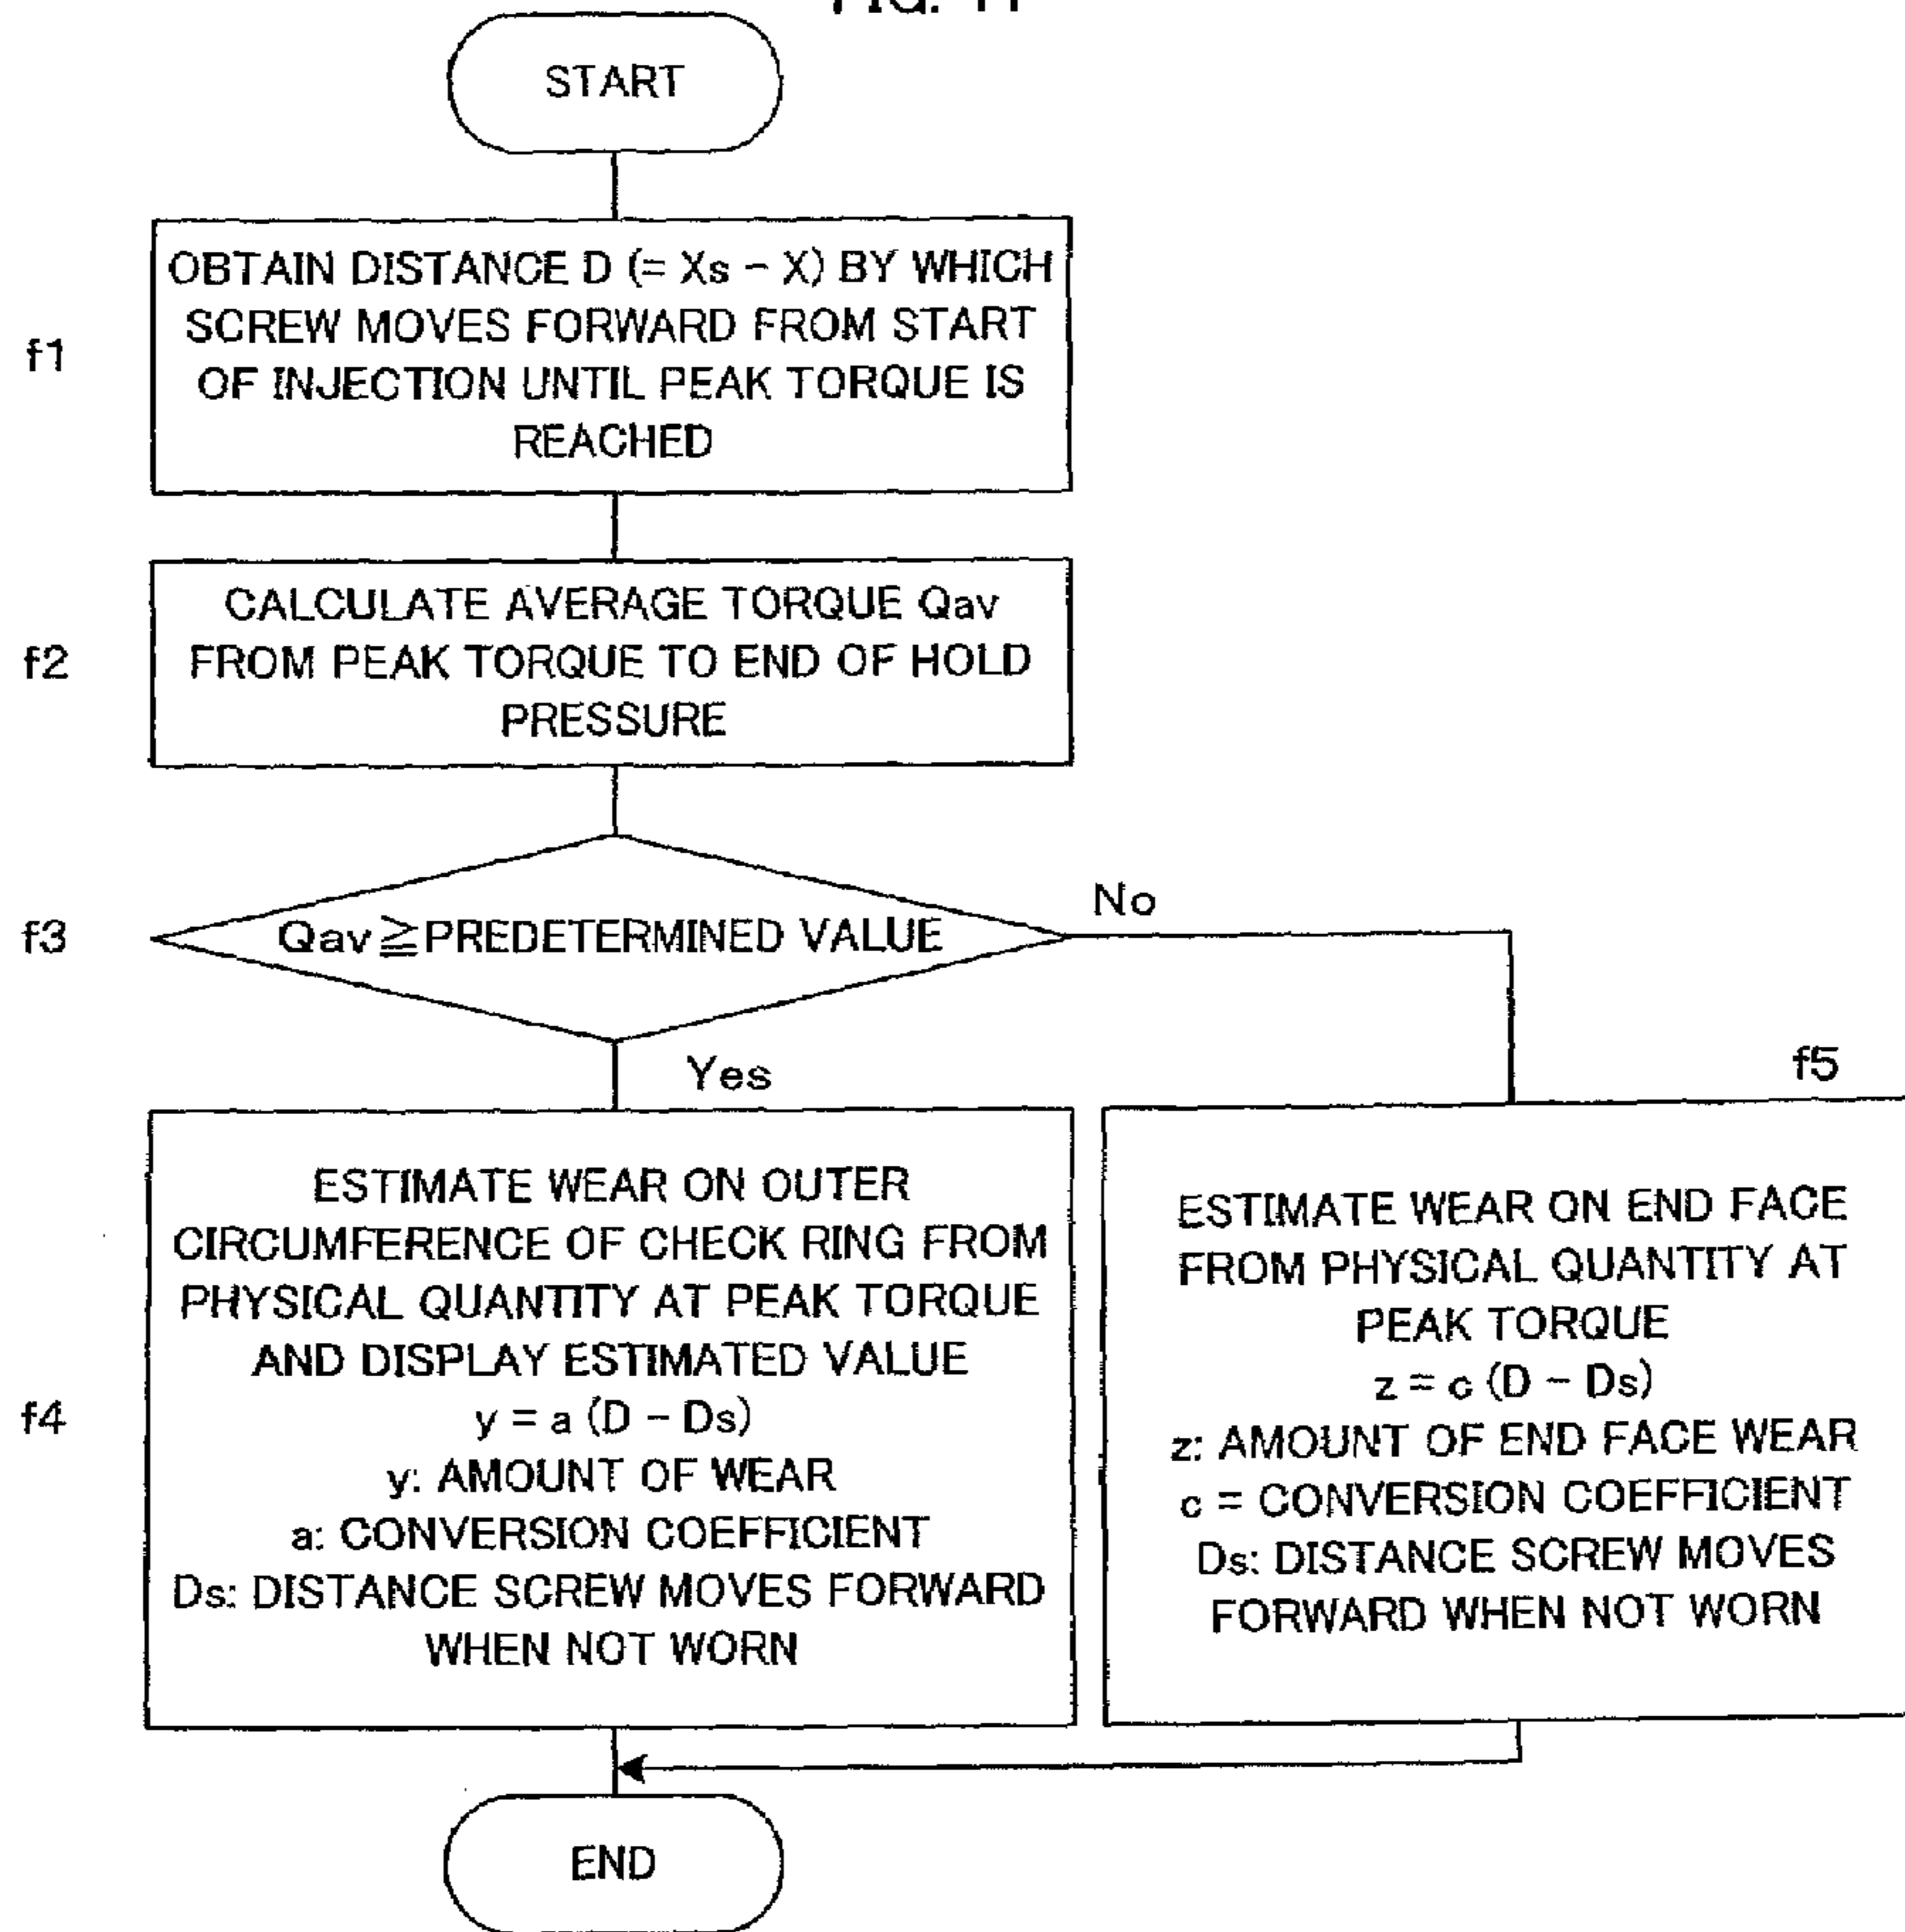 FIG. 11
START
f1
OBTAIN DISTANCE D (= Xs - X) BY WHICH
SCREW MOVES FORWARD FROM START
OF INJECTION UNTIL PEAK TORQUE IS
REACHED
f2
CALCULATE AVERAGE TORQUE Qav
FROM PEAK TORQUE TO END OF HOLD
PRESSURE
f3
Qav≧PREDETERMINED VALUE
No
Yes
f4
ESTIMATE WEAR ON OUTER
CIRCUMFERENCE OF CHECK RING FROM
PHYSICAL QUANTITY AT PEAK TORQUE
AND DISPLAY ESTIMATED VALUE
y = a (D - Ds)
y: AMOUNT OF WEAR
a: CONVERSION COEFFICIENT
Ds: DISTANCE SCREW MOVES FORWARD
WHEN NOT WORN
f5
ESTIMATE WEAR ON END FACE
FROM PHYSICAL QUANTITY AT
PEAK TORQUE
z = c (D - Ds)
z: AMOUNT OF END FACE WEAR
c = CONVERSION COEFFICIENT
Ds: DISTANCE SCREW MOVES
FORWARD WHEN NOT WORN
END